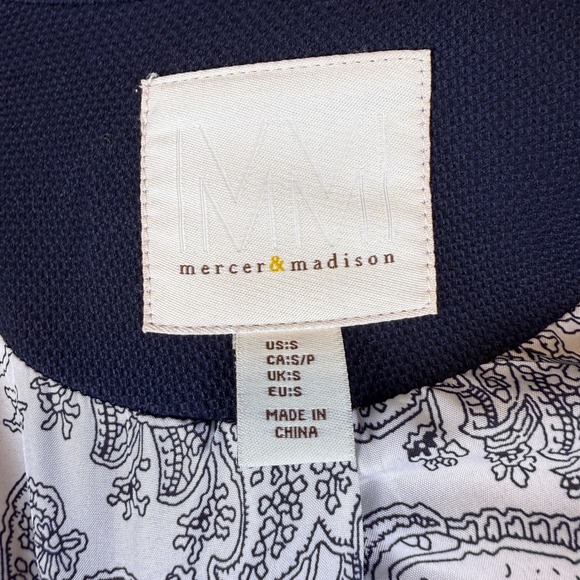 MM
mercer&madison
US:S
CA:S/P
UK:S
EU:S
MADE IN
CHINA